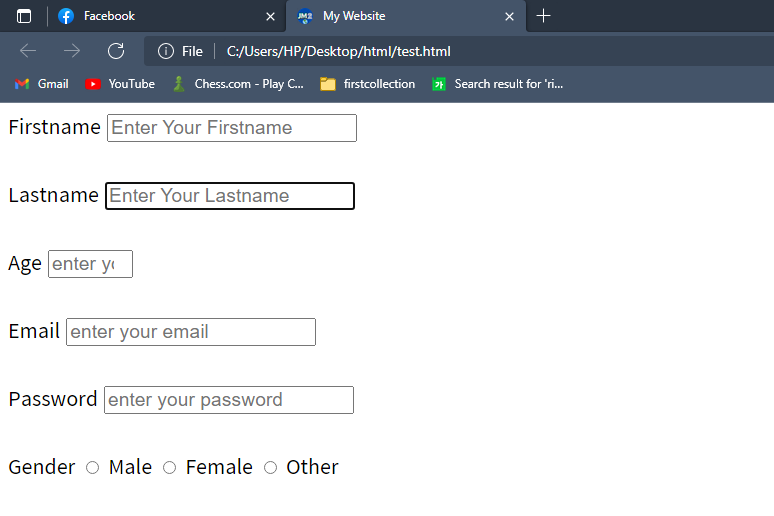 Facebook My Website
File C:/Users/HP/Desktop/html/test.html
Gmail YouTube Chess.com - Play C... firstcollection Search result for 'ri...
Firstname Enter Your Firstname
Lastname Enter Your Lastname
Age enter yo
Email enter your email
Password enter your password
Gender Male Female Other